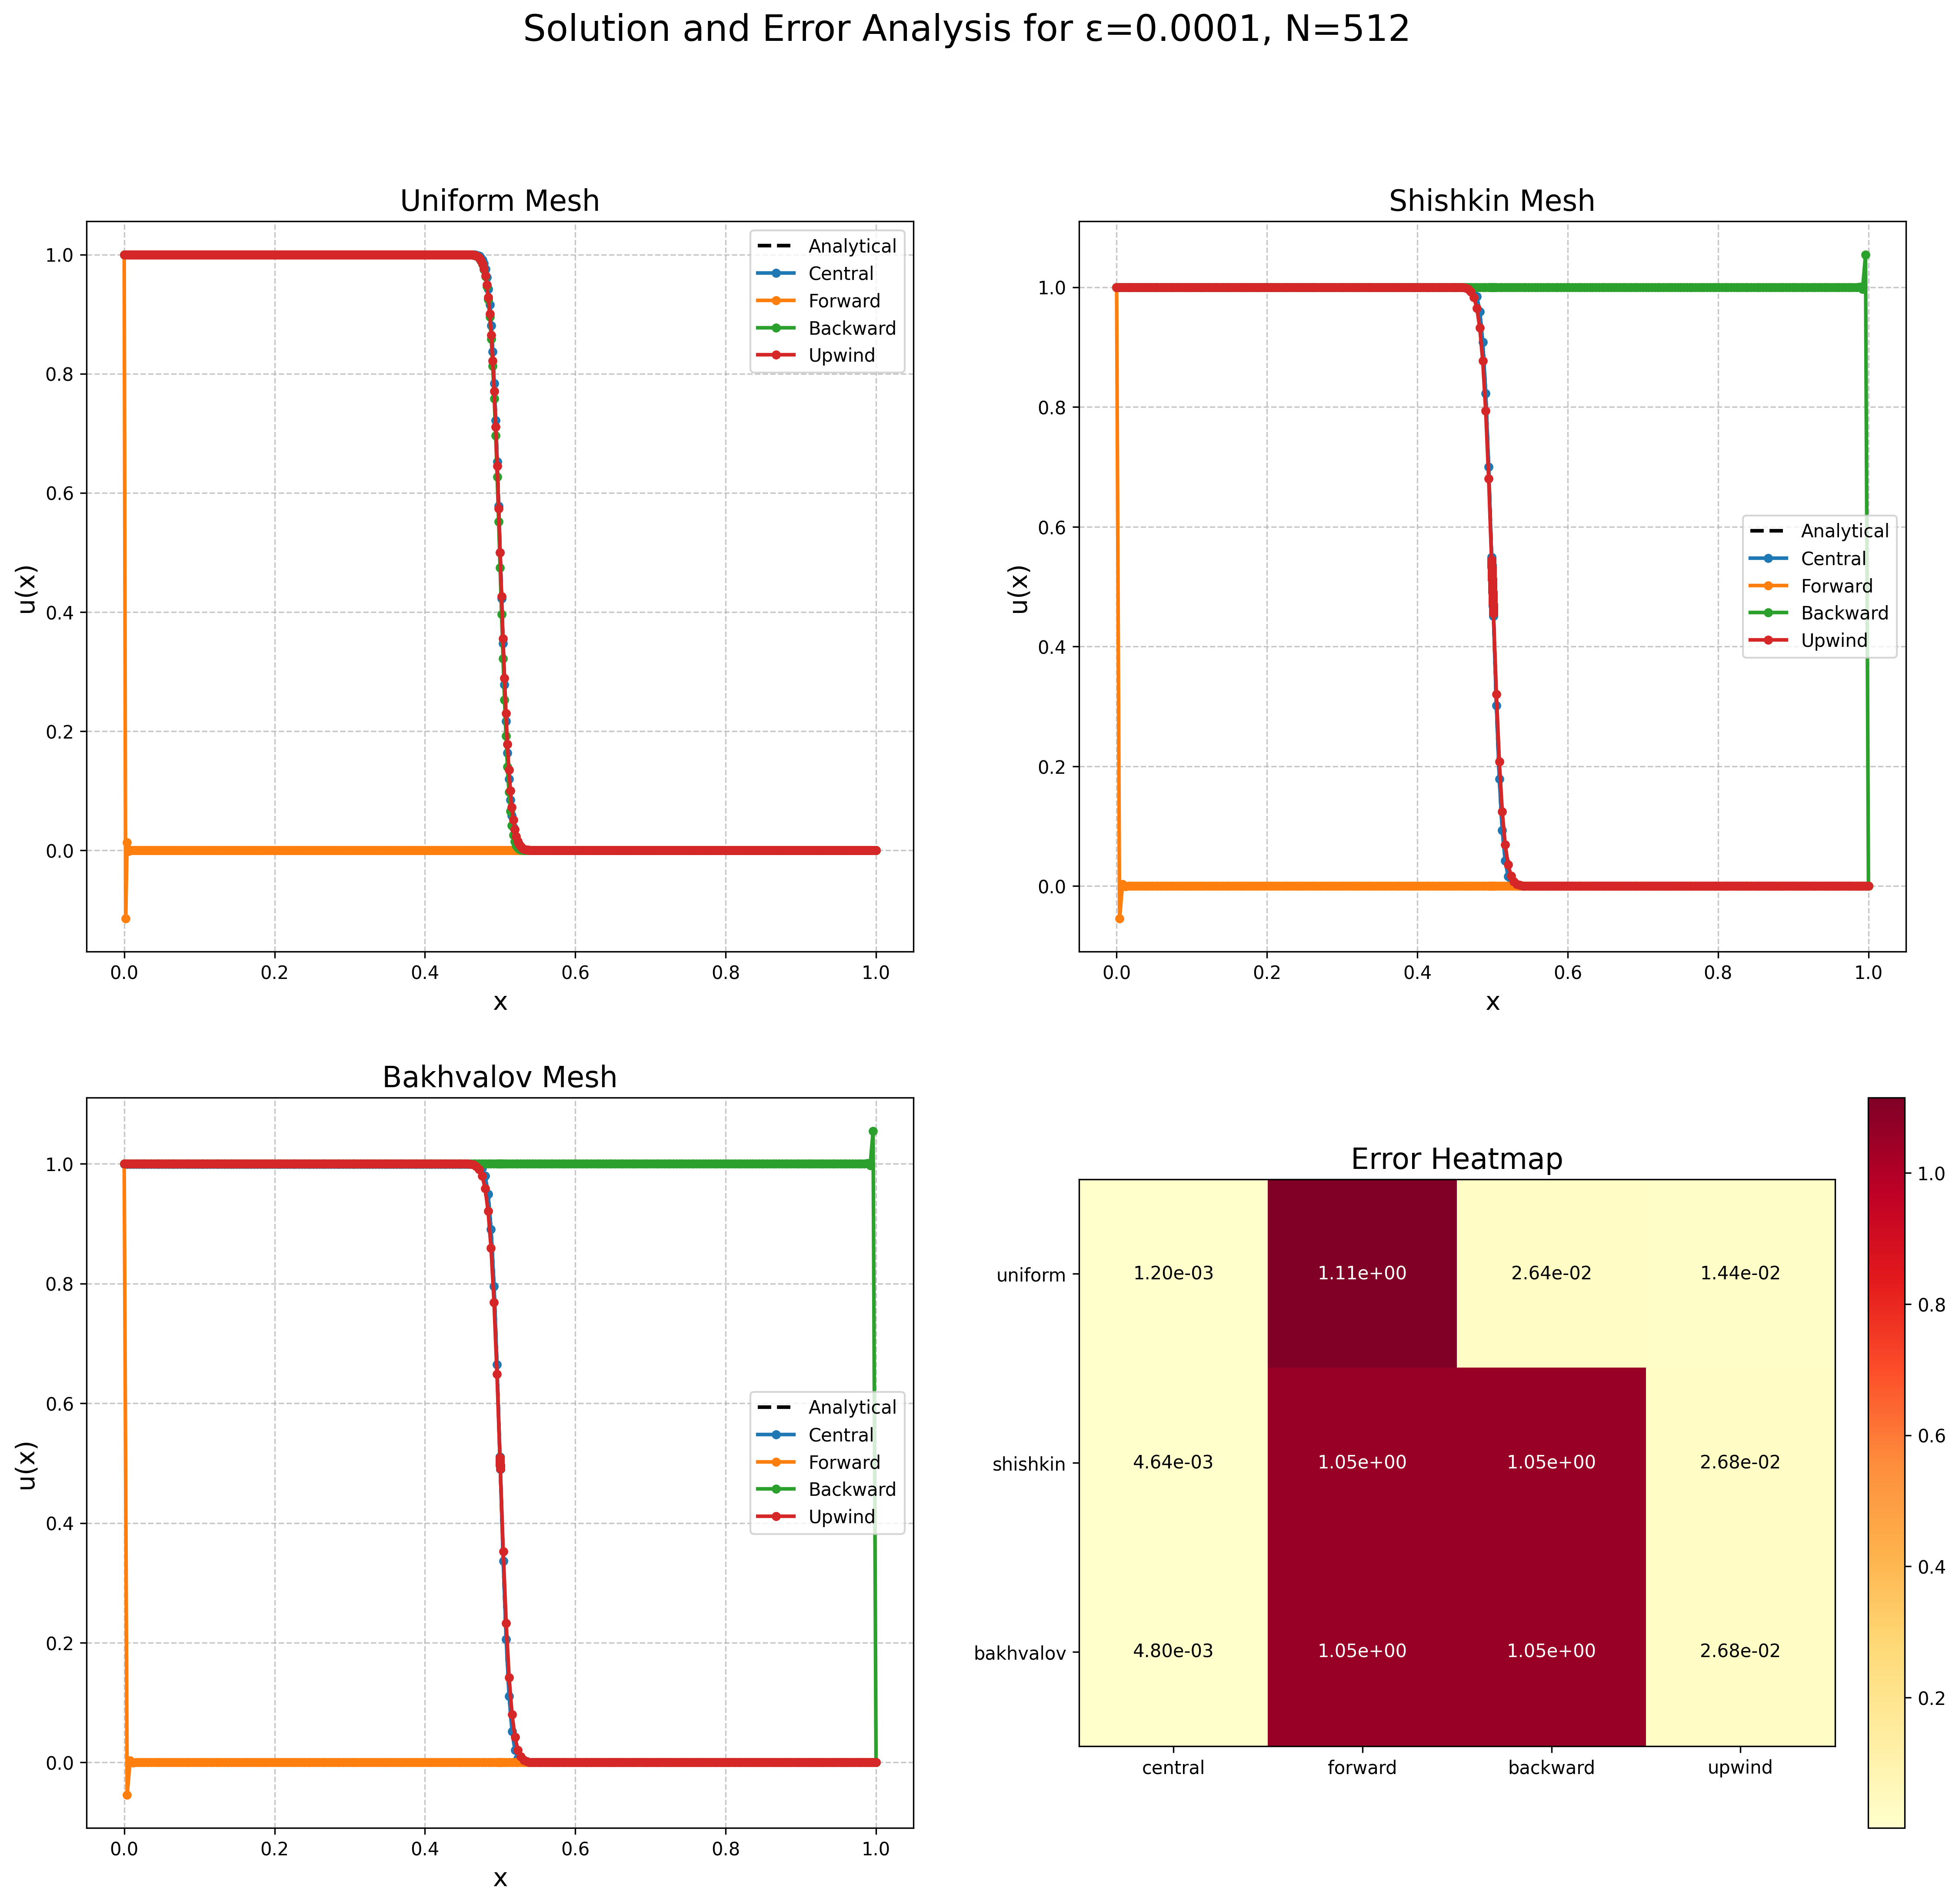 Solution and Error Analysis for ε=0.0001, N=512
Uniform Mesh
1.0
0.8
0.6
0.4
0.2
0.0
u(x)
0.0 0.2 0.4 0.6 0.8 1.0
x
Analytical
Central
Forward
Backward
Upwind
Shishkin Mesh
1.0
0.8
0.6
0.4
0.2
0.0
u(x)
0.0 0.2 0.4 0.6 0.8 1.0
x
Analytical
Central
Forward
Backward
Upwind
Bakhvalov Mesh
1.0
0.8
0.6
0.4
0.2
0.0
u(x)
0.0 0.2 0.4 0.6 0.8 1.0
x
Analytical
Central
Forward
Backward
Upwind
Error Heatmap
uniform 1.20e-03 1.11e+00 2.64e-02 1.44e-02
shishkin 4.64e-03 1.05e+00 1.05e+00 2.68e-02
bakhvalov 4.80e-03 1.05e+00 1.05e+00 2.68e-02
central forward backward upwind
1.0
0.8
0.6
0.4
0.2